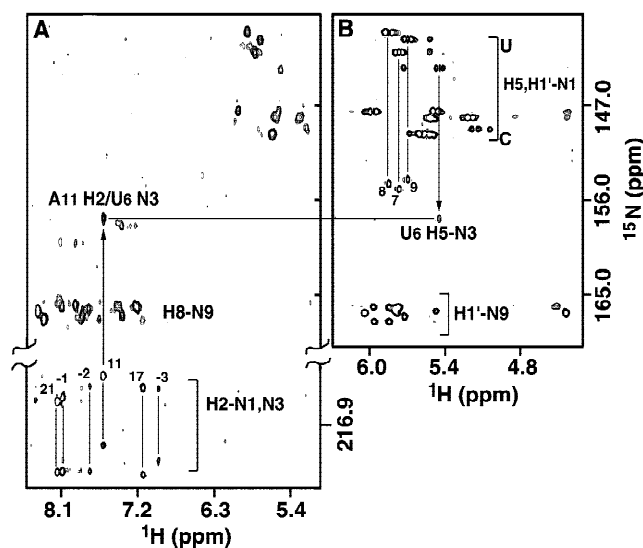 A
B
U
H5,H1'-N1
C
147.0
8
7
9
A11 H2/U6 N3
156.0
U6 H5-N3
15N (ppm)
H8-N9
H1'-N9
165.0
21
-1
-2
11
17
-3
H2-N1,N3
216.9
6.0 5.4 4.8
1H (ppm)
8.1 7.2 6.3 5.4
1H (ppm)